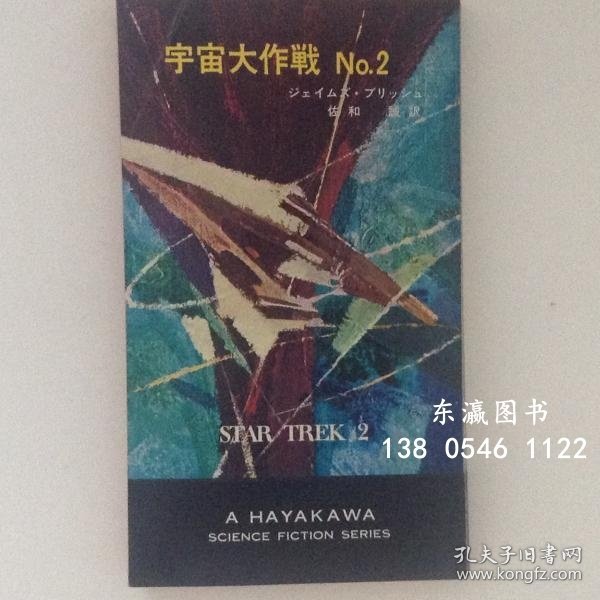 宇宙大作戦 No.2
ジェイムズ・ブリッシュ
佐和 誠 訳
STAR TREK 2
东瀛图书
138 0546 1122
A HAYAKAWA
SCIENCE FICTION SERIES
孔夫子旧書网
www.kongfz.com